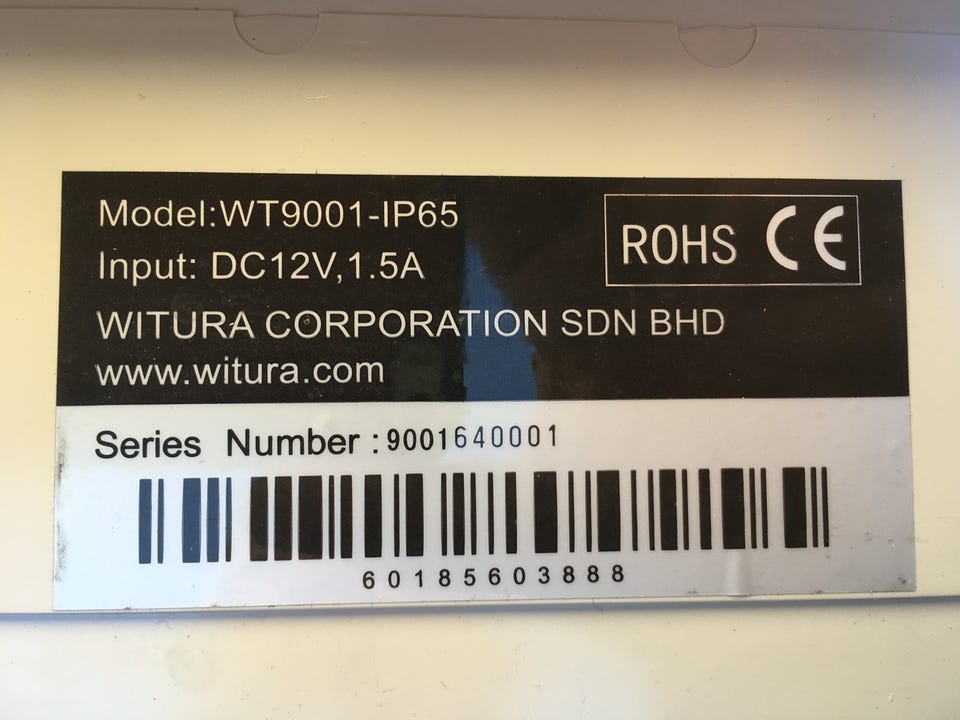 Model:WT9001-IP65
Input: DC12V,1.5A
ROHS CE
WITURA CORPORATION SDN BHD
www.witura.com
Series Number :9001640001
60185603888